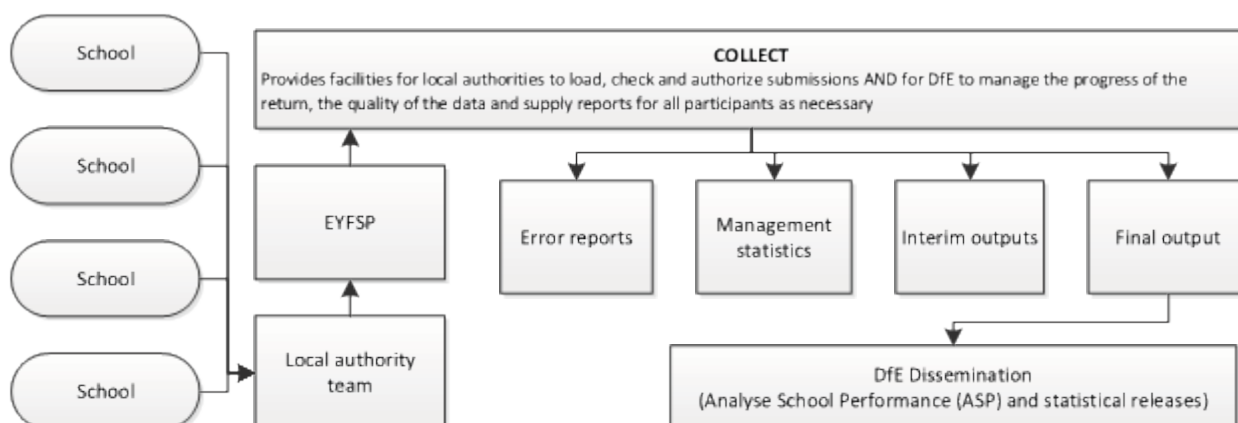 School
School
School
School
COLLECT
Provides facilities for local authorities to load, check and authorize submissions AND for DfE to manage the progress of the
return, the quality of the data and supply reports for all participants as necessary
EYFSP
Local authority
team
Error reports
Management
statistics
Interim outputs
Final output
DfE Dissemination
(Analyse School Performance (ASP) and statistical releases)